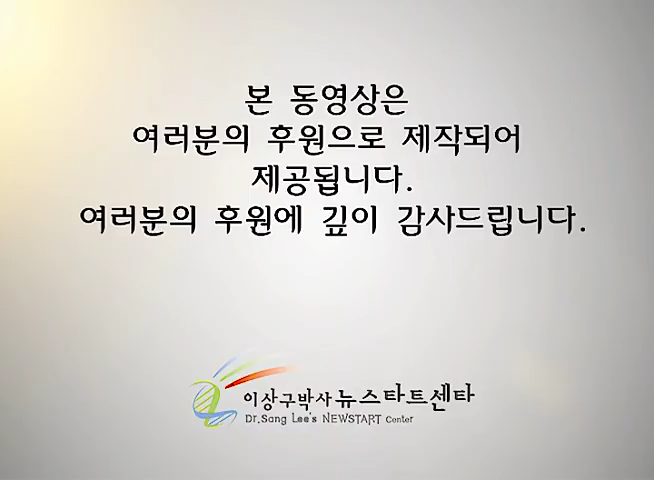 본 동영상은
여러분의 후원으로 제작되어
제공됩니다.
여러분의 후원에 깊이 감사드립니다.
이상구박사 뉴스타트센타
Dr.Sang Lee's NEWSTART Center